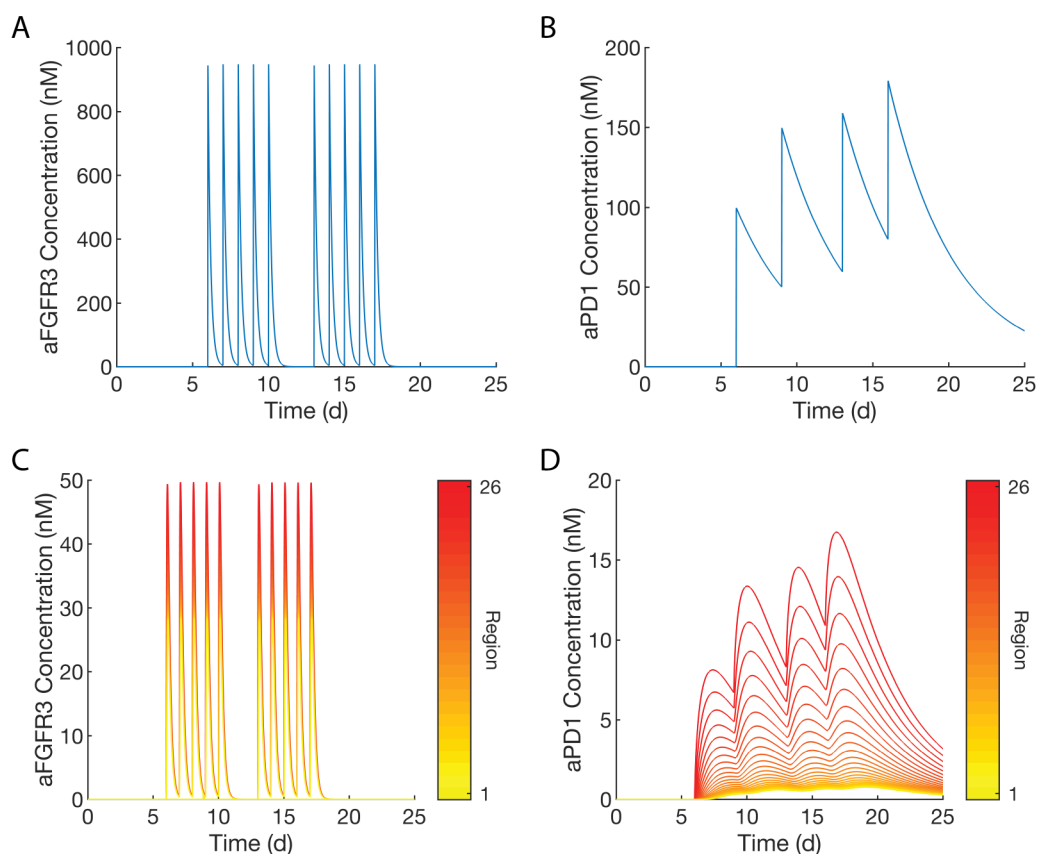 A
aFGFR3 Concentration (nM)
1000
800
600
400
200
0
0 5 10 15 20 25
Time (d)
B
aPD1 Concentration (nM)
200
150
100
50
0
0 5 10 15 20 25
Time (d)
C
aFGFR3 Concentration (nM)
50
40
30
20
10
0
0 5 10 15 20 25
Time (d)
26
Region
1
D
aPD1 Concentration (nM)
20
15
10
5
0
0 5 10 15 20 25
Time (d)
26
Region
1